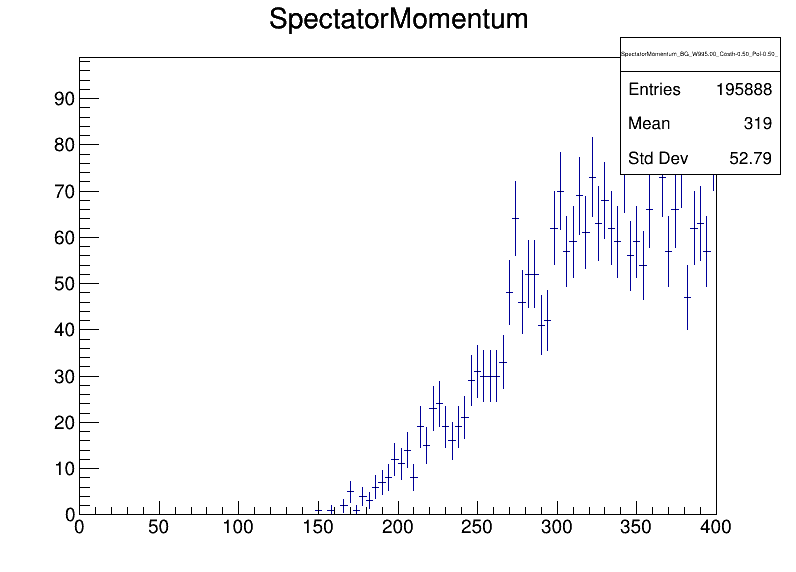 SpectatorMomentum
SpectatorMomentum_BG_W995.00_Costh-0.50_Pol-0.50_
Entries 195888
Mean 319
Std Dev 52.79
90
80
70
60
50
40
30
20
10
0
0 50 100 150 200 250 300 350 400